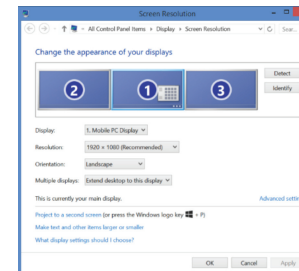 Screen Resolution
« All Control Panel Items › Display › Screen Resolution
Sear...
Change the appearance of your displays
2
1
3
Detect
Identify
Display: 1. Mobile PC Display
Resolution: 1920 × 1080 (Recommended)
Orientation: Landscape
Multiple displays: Extend desktop to this display
This is currently your main display.
Advanced settin
Project to a second screen (or press the Windows logo key + P)
Make text and other items larger or smaller
What display settings should I choose?
OK Cancel Apply